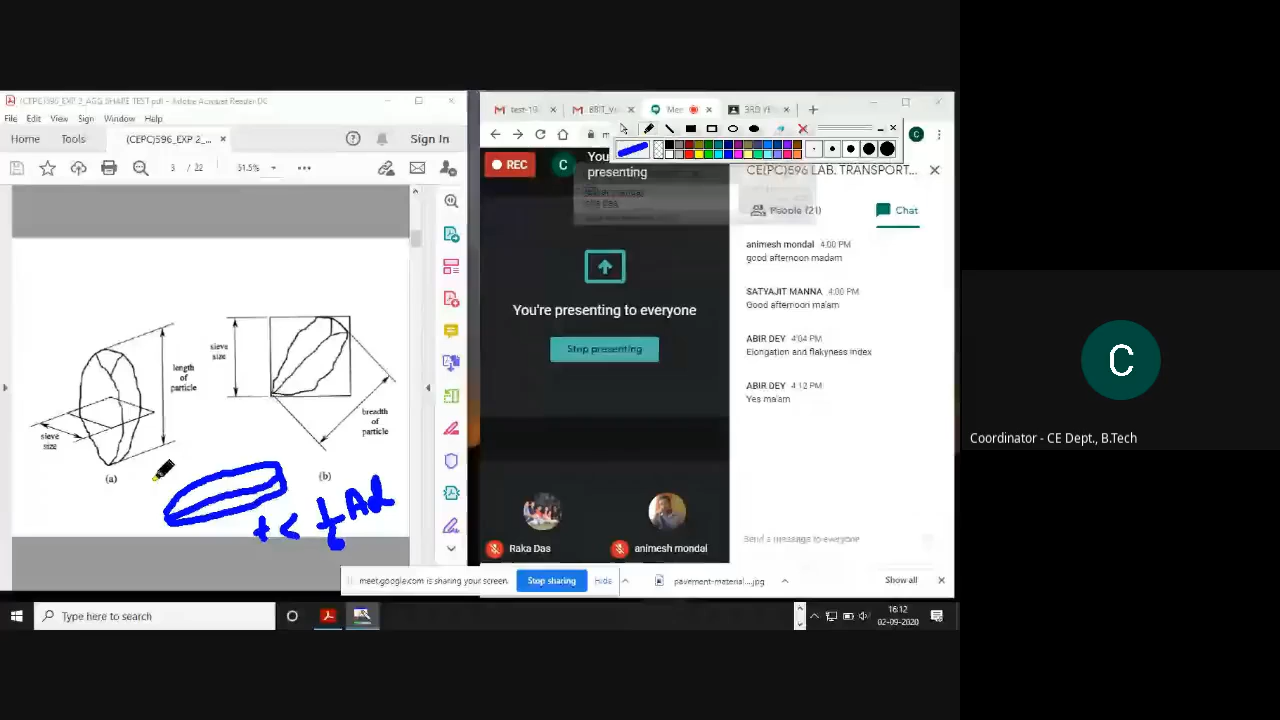 (CEPC)596_EXP 2_AGG SHAPE TEST.pdf - Adobe Acrobat Reader DC
File Edit View Sign Window Help
Home Tools (CEPC)596_EXP 2_... × Sign In
22 51.5%
sieve size
length of particle
sieve size
breadth of particle
(a)
(b)
REC
C
You're presenting
CE(PC)596 LAB. TRANSPORT...
People (21)
Chat
animesh mondal 4:00 PM
good afternoon madam
SATYAJIT MANNA 4:00 PM
Good afternoon ma'am
ABIR DEY 4:04 PM
Elongation and flakyness index
ABIR DEY 4:12 PM
Yes ma'am
You're presenting to everyone
Stop presenting
Raka Das
animesh mondal
Send a message to everyone
meet.google.com is sharing your screen.
Stop sharing
Hide
pavement-material....jpg
Show all
Type here to search
16:12
02-09-2020
C
Coordinator - CE Dept., B.Tech